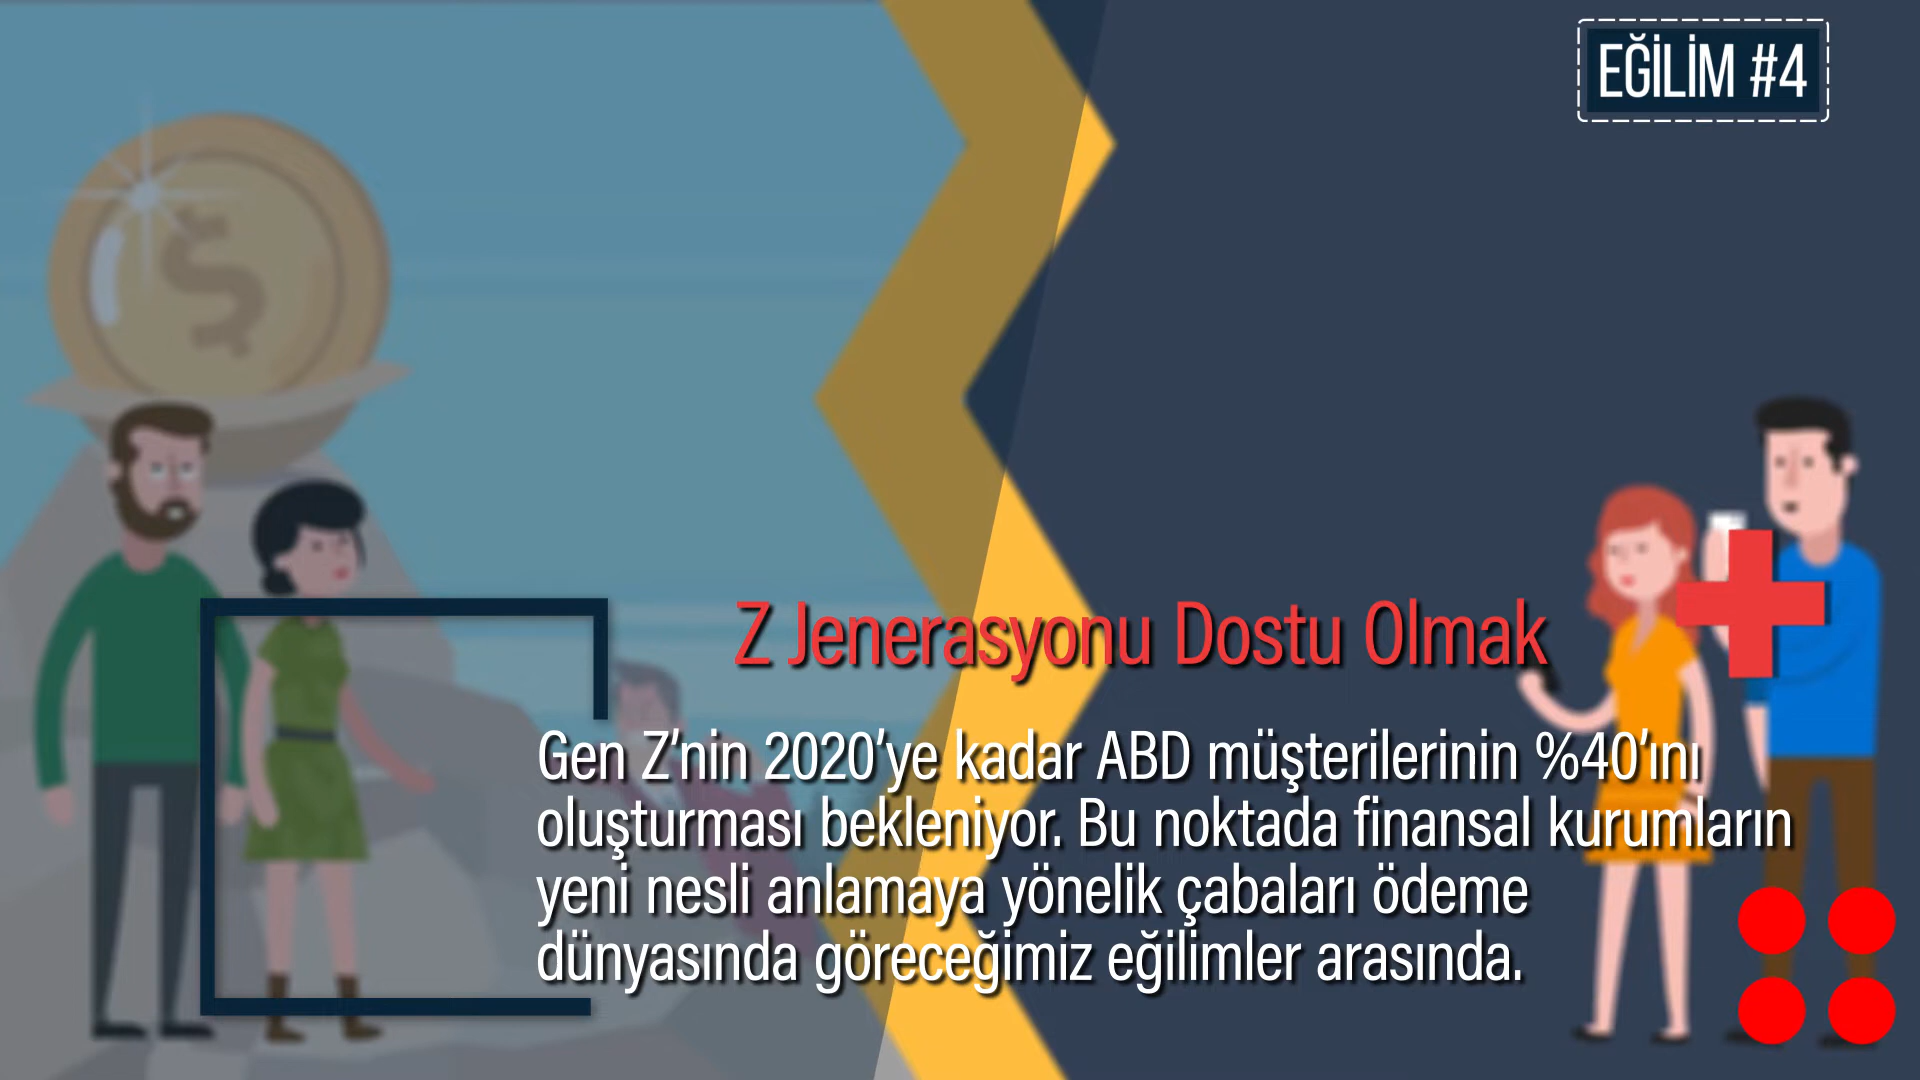 EĞİLİM #4
Z Jenerasyonu Dostu Olmak
Gen Z’nin 2020’ye kadar ABD müşterilerinin %40’ını
oluşturması bekleniyor. Bu noktada finansal kurumların
yeni nesli anlamaya yönelik çabaları ödeme
dünyasında göreceğimiz eğilimler arasında.